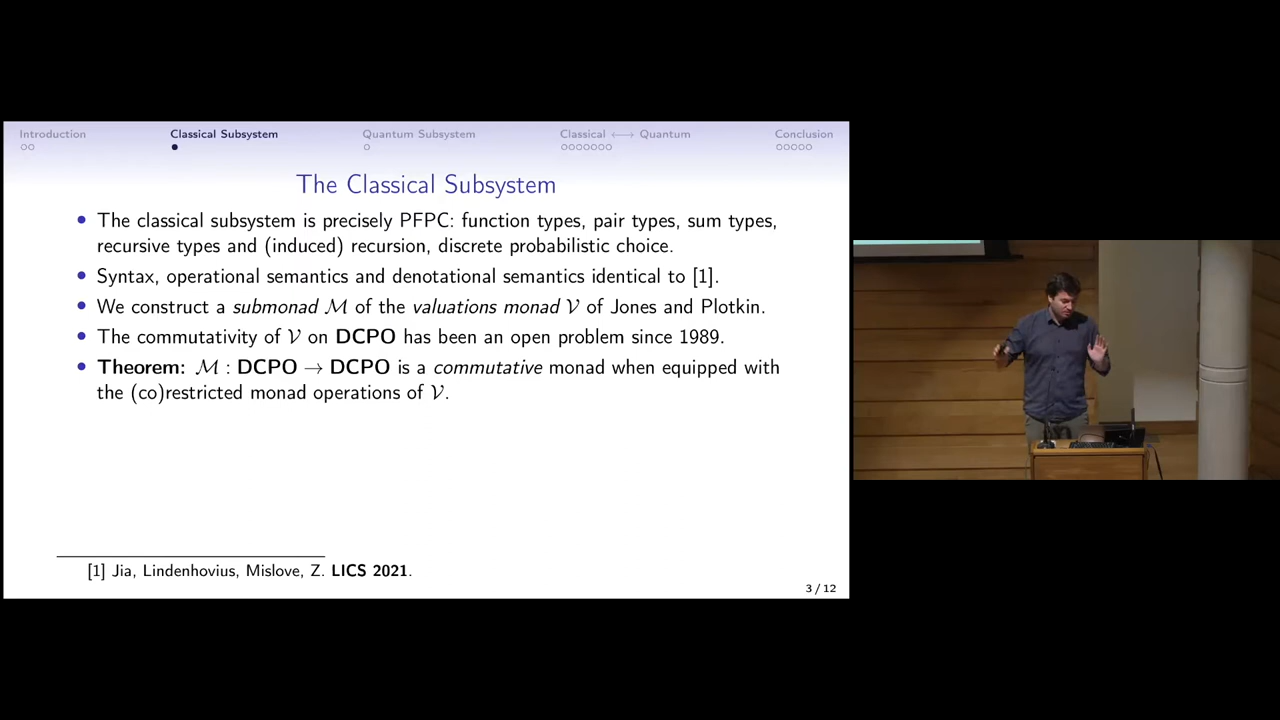 Introduction
Classical Subsystem
Quantum Subsystem
Classical ⟷ Quantum
Conclusion
The Classical Subsystem
• The classical subsystem is precisely PFPC: function types, pair types, sum types,
recursive types and (induced) recursion, discrete probabilistic choice.
• Syntax, operational semantics and denotational semantics identical to [1].
• We construct a submonad ℳ of the valuations monad 𝒱 of Jones and Plotkin.
• The commutativity of 𝒱 on DCPO has been an open problem since 1989.
• Theorem: ℳ : DCPO → DCPO is a commutative monad when equipped with
the (co)restricted monad operations of 𝒱.
[1] Jia, Lindenhovius, Mislove, Z. LICS 2021.
3 / 12